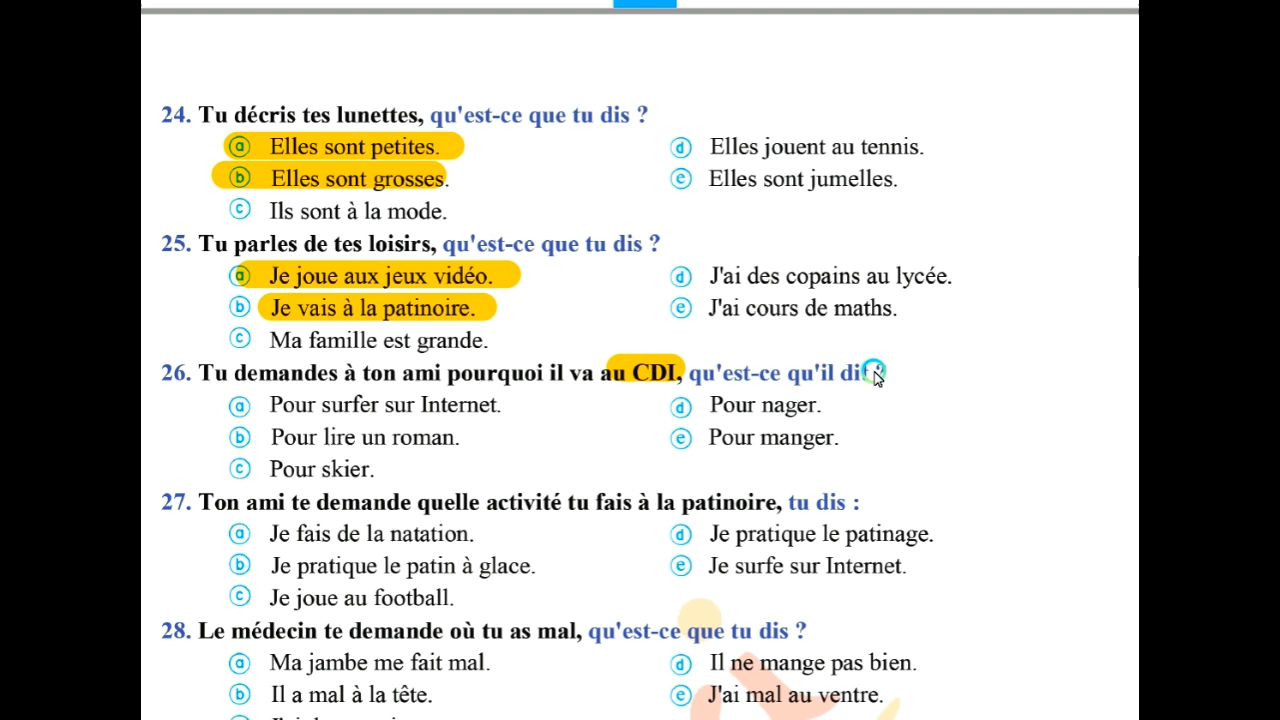 24. Tu décris tes lunettes, qu'est-ce que tu dis ?
a Elles sont petites.
d Elles jouent au tennis.
b Elles sont grosses.
e Elles sont jumelles.
c Ils sont à la mode.
25. Tu parles de tes loisirs, qu'est-ce que tu dis ?
a Je joue aux jeux vidéo.
d J'ai des copains au lycée.
b Je vais à la patinoire.
e J'ai cours de maths.
c Ma famille est grande.
26. Tu demandes à ton ami pourquoi il va au CDI, qu'est-ce qu'il dit ?
a Pour surfer sur Internet.
d Pour nager.
b Pour lire un roman.
e Pour manger.
c Pour skier.
27. Ton ami te demande quelle activité tu fais à la patinoire, tu dis :
a Je fais de la natation.
d Je pratique le patinage.
b Je pratique le patin à glace.
e Je surfe sur Internet.
c Je joue au football.
28. Le médecin te demande où tu as mal, qu'est-ce que tu dis ?
a Ma jambe me fait mal.
d Il ne mange pas bien.
b Il a mal à la tête.
e J'ai mal au ventre.